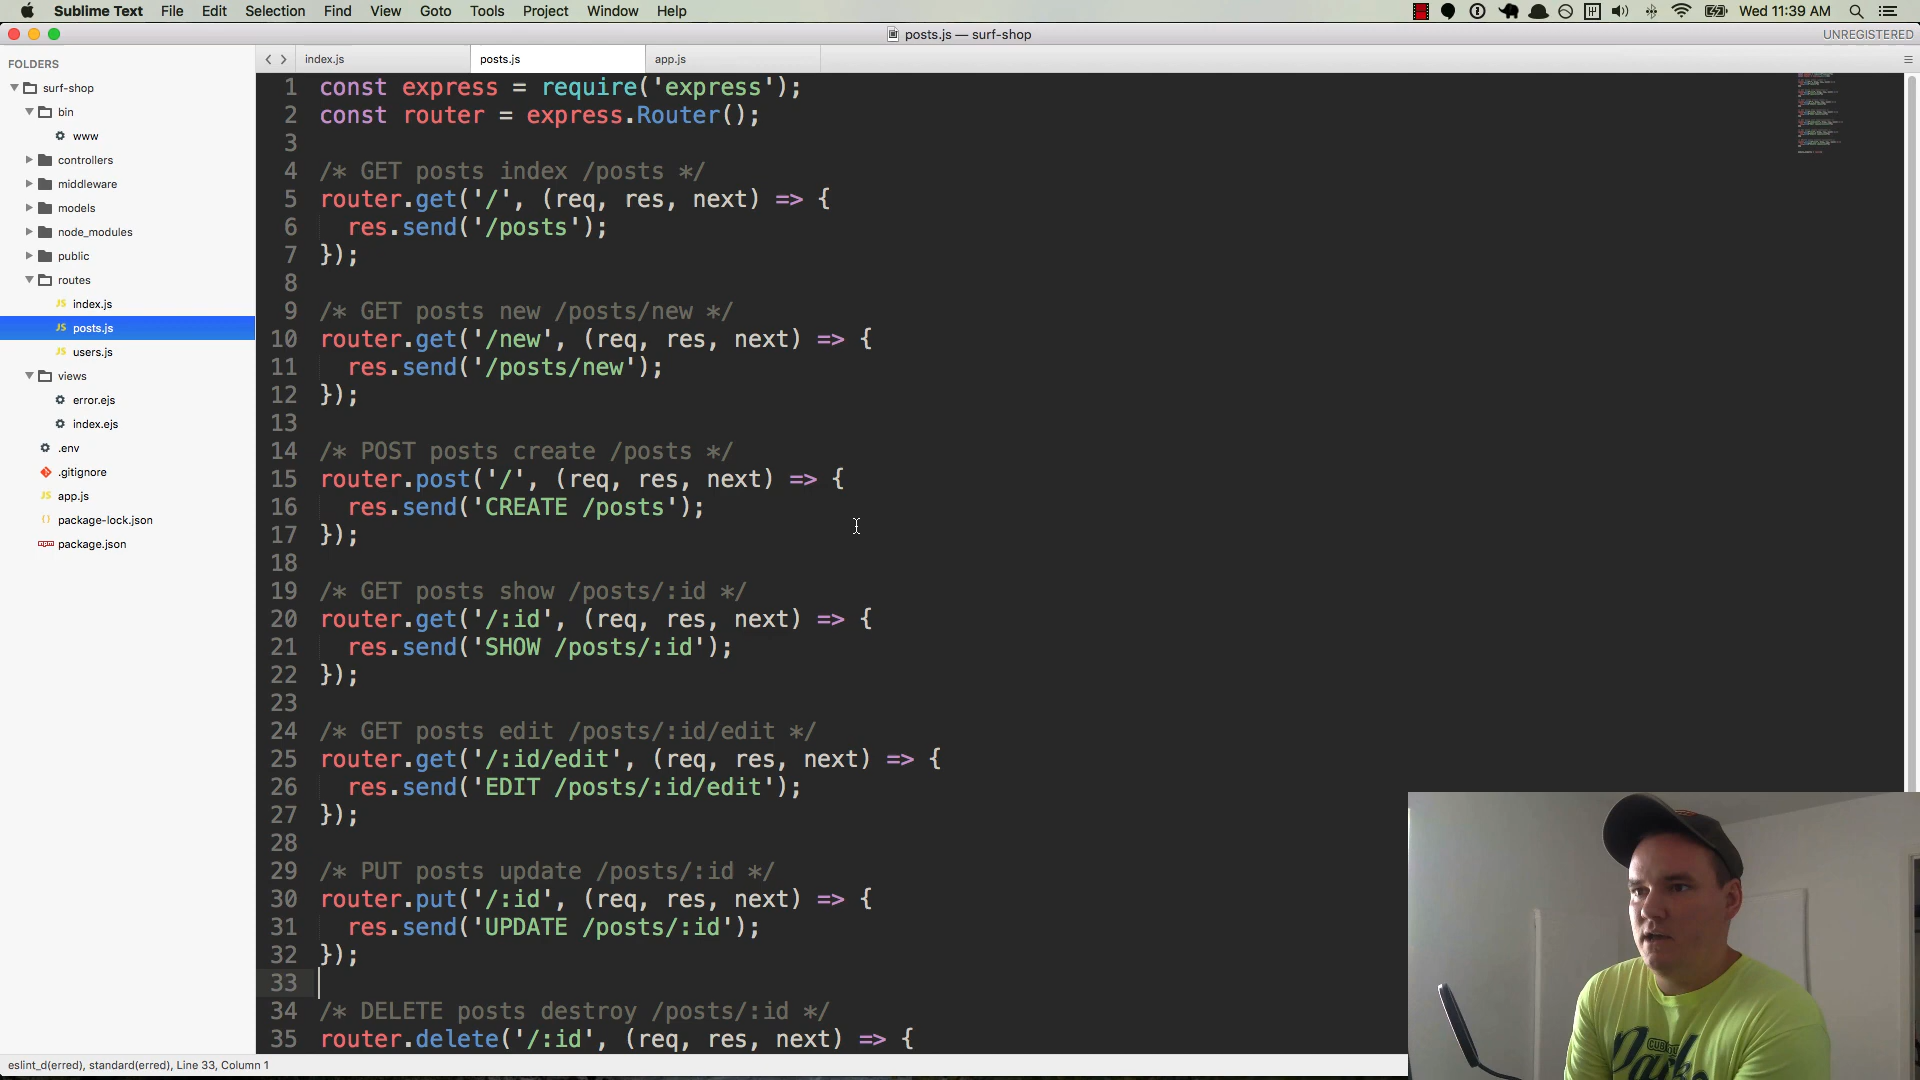 Sublime Text File Edit Selection Find View Goto Tools Project Window Help Wed 11:39 AM
posts.js — surf-shop UNREGISTERED
FOLDERS
surf-shop
bin
www
controllers
middleware
models
node_modules
public
routes
JS index.js
JS posts.js
JS users.js
views
error.ejs
index.ejs
.env
.gitignore
JS app.js
package-lock.json
package.json
index.js posts.js app.js
1 const express = require('express');
2 const router = express.Router();
3
4 /* GET posts index /posts */
5 router.get('/', (req, res, next) => {
6 res.send('/posts');
7 });
8
9 /* GET posts new /posts/new */
10 router.get('/new', (req, res, next) => {
11 res.send('/posts/new');
12 });
13
14 /* POST posts create /posts */
15 router.post('/', (req, res, next) => {
16 res.send('CREATE /posts');
17 });
18
19 /* GET posts show /posts/:id */
20 router.get('/:id', (req, res, next) => {
21 res.send('SHOW /posts/:id');
22 });
23
24 /* GET posts edit /posts/:id/edit */
25 router.get('/:id/edit', (req, res, next) => {
26 res.send('EDIT /posts/:id/edit');
27 });
28
29 /* PUT posts update /posts/:id */
30 router.put('/:id', (req, res, next) => {
31 res.send('UPDATE /posts/:id');
32 });
33
34 /* DELETE posts destroy /posts/:id */
35 router.delete('/:id', (req, res, next) => {
eslint_d(erred), standard(erred), Line 33, Column 1